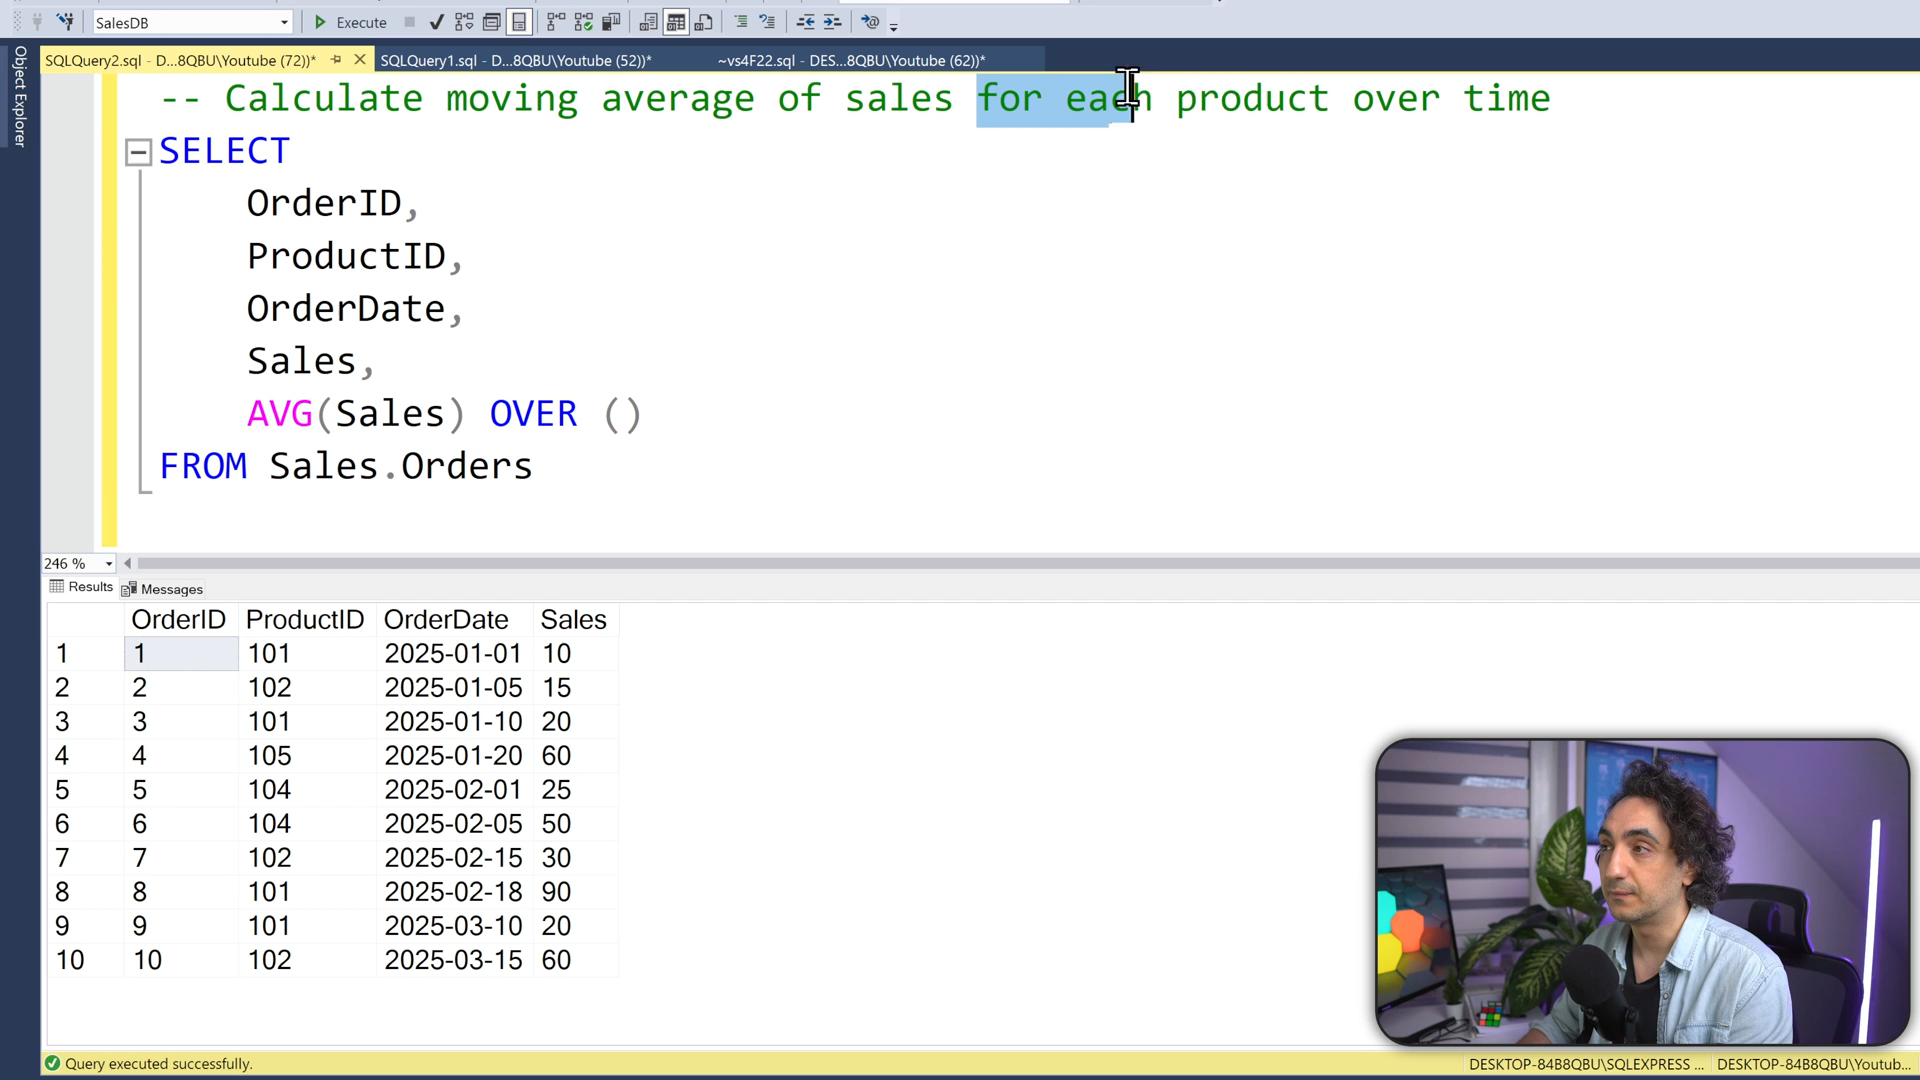 SalesDB
Execute
Object Explorer
SQLQuery2.sql - D...8QBU\Youtube (72))*
SQLQuery1.sql - D...8QBU\Youtube (52))*
~vs4F22.sql - DES...8QBU\Youtube (62))*
-- Calculate moving average of sales for each product over time
SELECT
OrderID,
ProductID,
OrderDate,
Sales,
AVG(Sales) OVER ()
FROM Sales.Orders
246 %
Results Messages
OrderID ProductID OrderDate Sales
1 1 101 2025-01-01 10
2 2 102 2025-01-05 15
3 3 101 2025-01-10 20
4 4 105 2025-01-20 60
5 5 104 2025-02-01 25
6 6 104 2025-02-05 50
7 7 102 2025-02-15 30
8 8 101 2025-02-18 90
9 9 101 2025-03-10 20
10 10 102 2025-03-15 60
Query executed successfully.
DESKTOP-84B8QBU\SQLEXPRESS ...
DESKTOP-84B8QBU\Youtub...